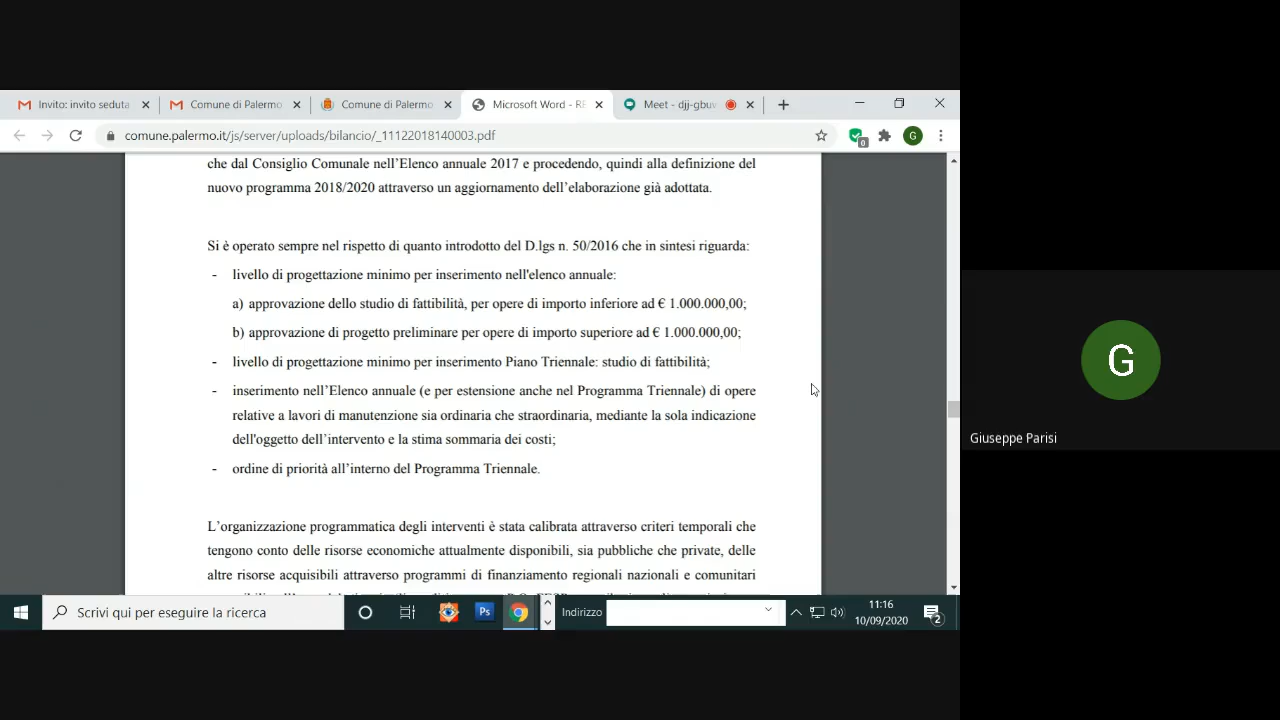 Invito: invito seduta
Comune di Palermo
Comune di Palermo
Microsoft Word - RE
Meet - djj-gbuv
comune.palermo.it/js/server/uploads/bilancio/_11122018140003.pdf
0
G
che dal Consiglio Comunale nell'Elenco annuale 2017 e procedendo, quindi alla definizione del
nuovo programma 2018/2020 attraverso un aggiornamento dell'elaborazione già adottata.
Si è operato sempre nel rispetto di quanto introdotto del D.lgs n. 50/2016 che in sintesi riguarda:
- livello di progettazione minimo per inserimento nell'elenco annuale:
a) approvazione dello studio di fattibilità, per opere di importo inferiore ad € 1.000.000,00;
b) approvazione di progetto preliminare per opere di importo superiore ad € 1.000.000,00;
- livello di progettazione minimo per inserimento Piano Triennale: studio di fattibilità;
- inserimento nell'Elenco annuale (e per estensione anche nel Programma Triennale) di opere
relative a lavori di manutenzione sia ordinaria che straordinaria, mediante la sola indicazione
dell'oggetto dell'intervento e la stima sommaria dei costi;
- ordine di priorità all'interno del Programma Triennale.
L'organizzazione programmatica degli interventi è stata calibrata attraverso criteri temporali che
tengono conto delle risorse economiche attualmente disponibili, sia pubbliche che private, delle
altre risorse acquisibili attraverso programmi di finanziamento regionali nazionali e comunitari
G
Giuseppe Parisi
Scrivi qui per eseguire la ricerca
Ps
Indirizzo
11:16
10/09/2020
2